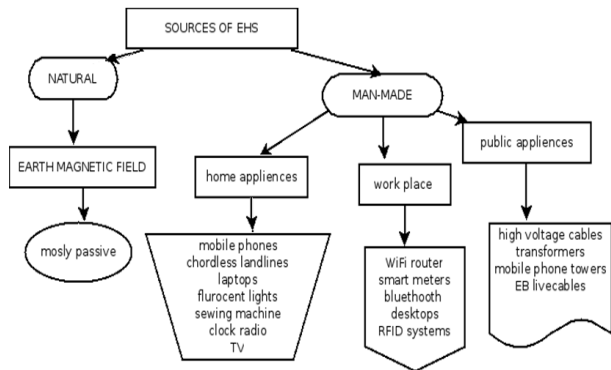 SOURCES OF EHS
NATURAL
MAN-MADE
EARTH MAGNETIC FIELD
home appliances
work place
public appliences
mosly passive
mobile phones
chordless landlines
laptops
flurocent lights
sewing machine
clock radio
TV
WiFi router
smart meters
bluethooth
desktops
RFID systems
high voltage cables
transformers
mobile phone towers
EB livecables